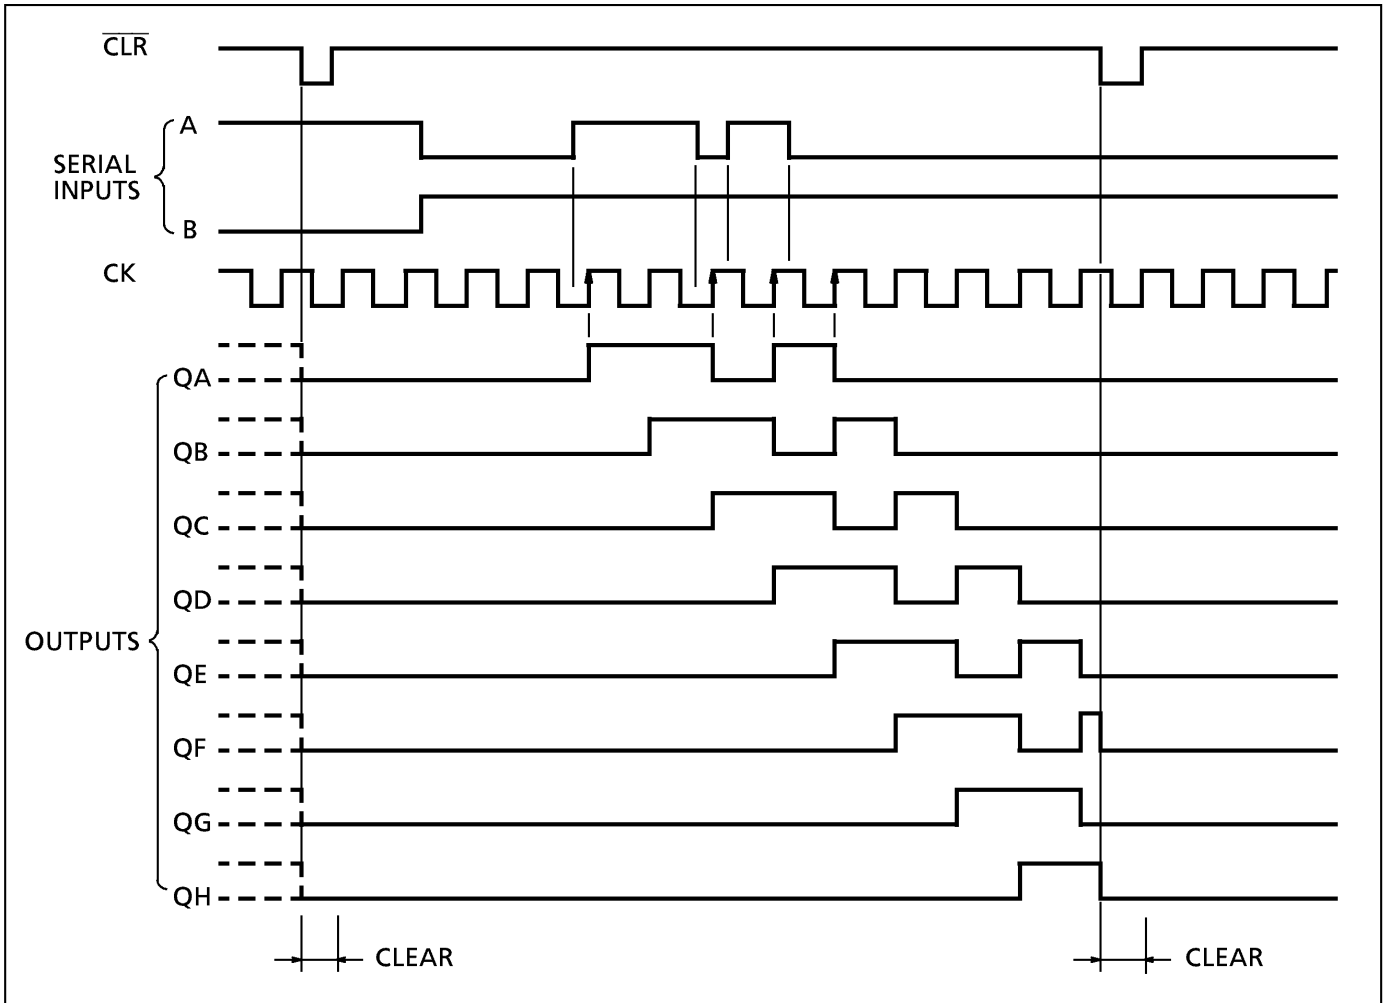 CLR
A
SERIAL
INPUTS
B
CK
QA
QB
QC
QD
OUTPUTS
QE
QF
QG
QH
CLEAR
CLEAR